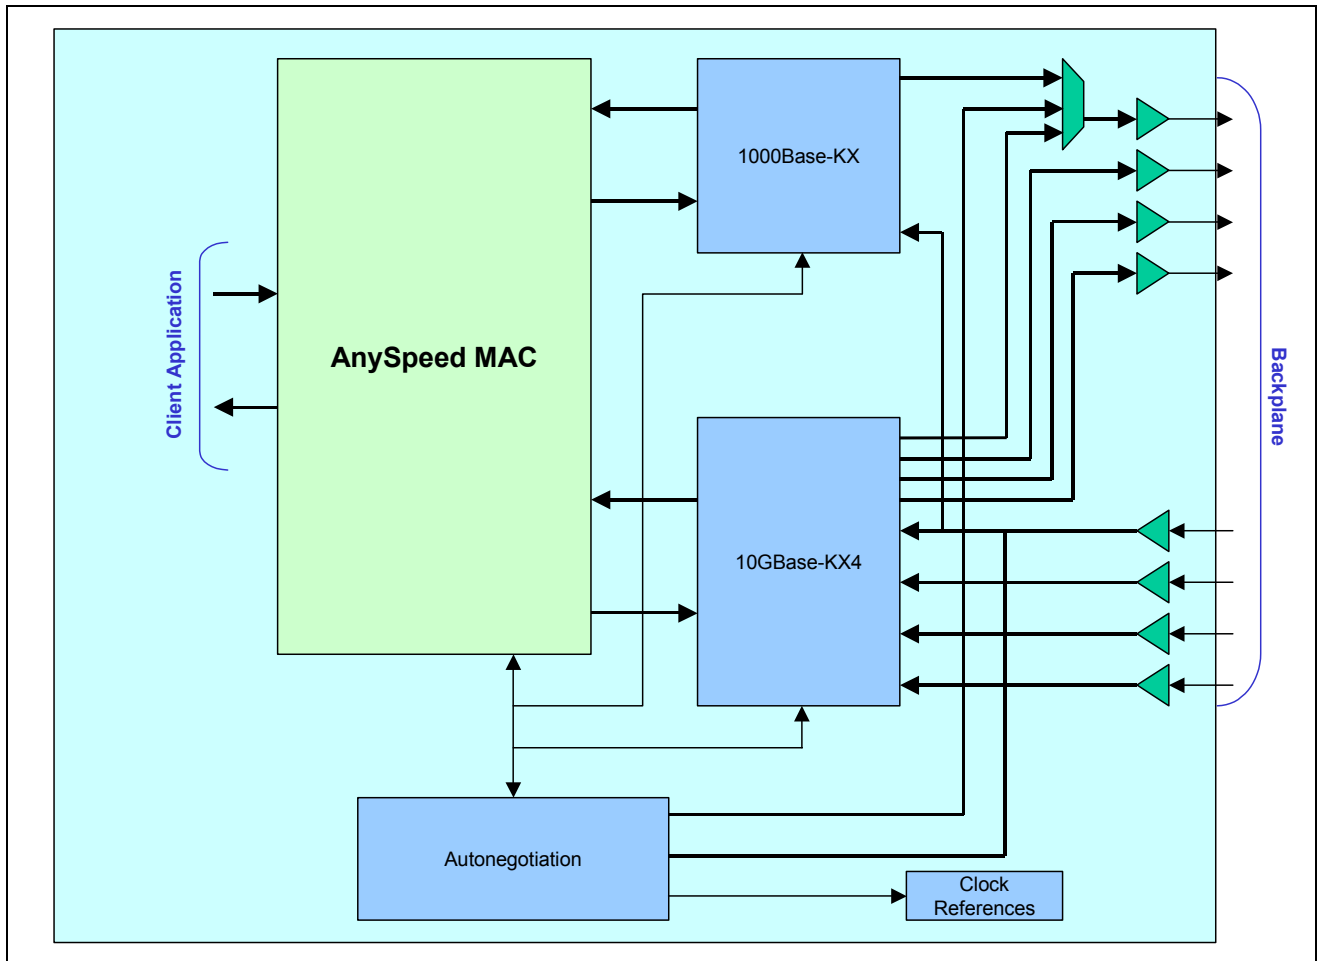 1000Base-KX
Client Application
AnySpeed MAC
Backplane
10GBase-KX4
Autonegotiation
Clock
References